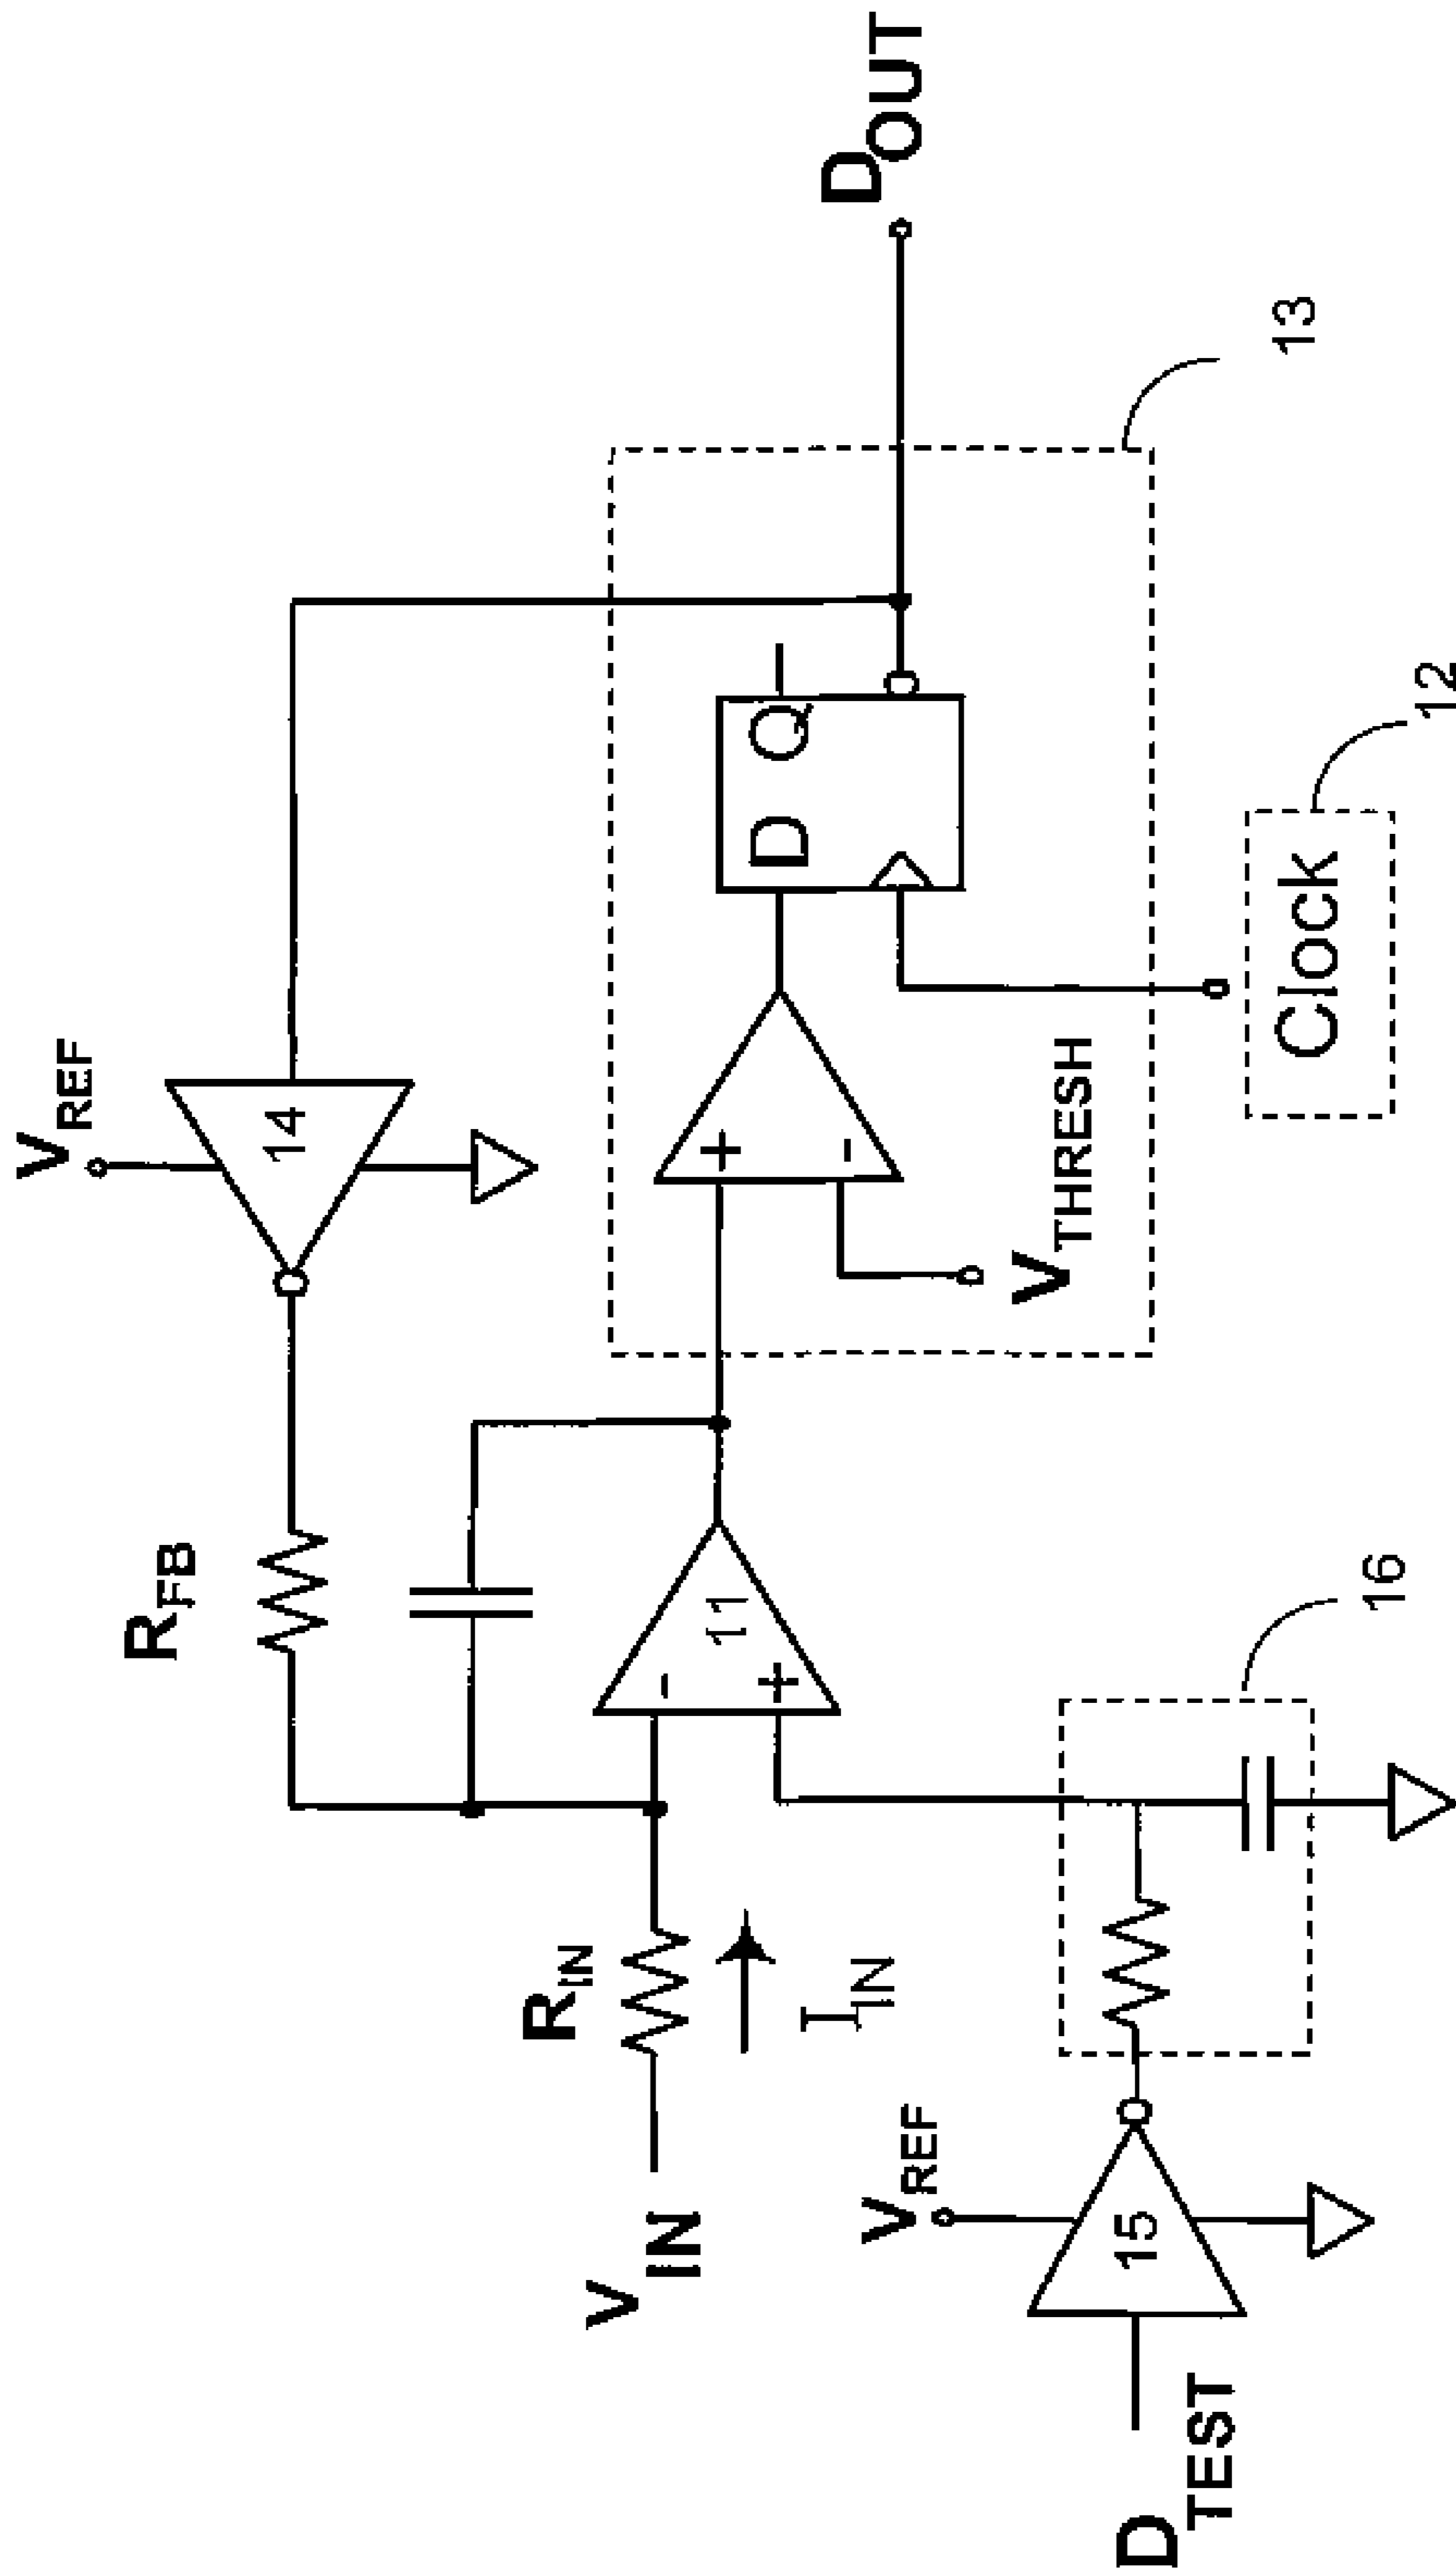 V_REF
14
R_FB
D_OUT
13
D Q
+
-
V_THRESH
12
Clock
11
-
+
R_IN
I_IN
V_IN
16
V_REF
15
D_TEST